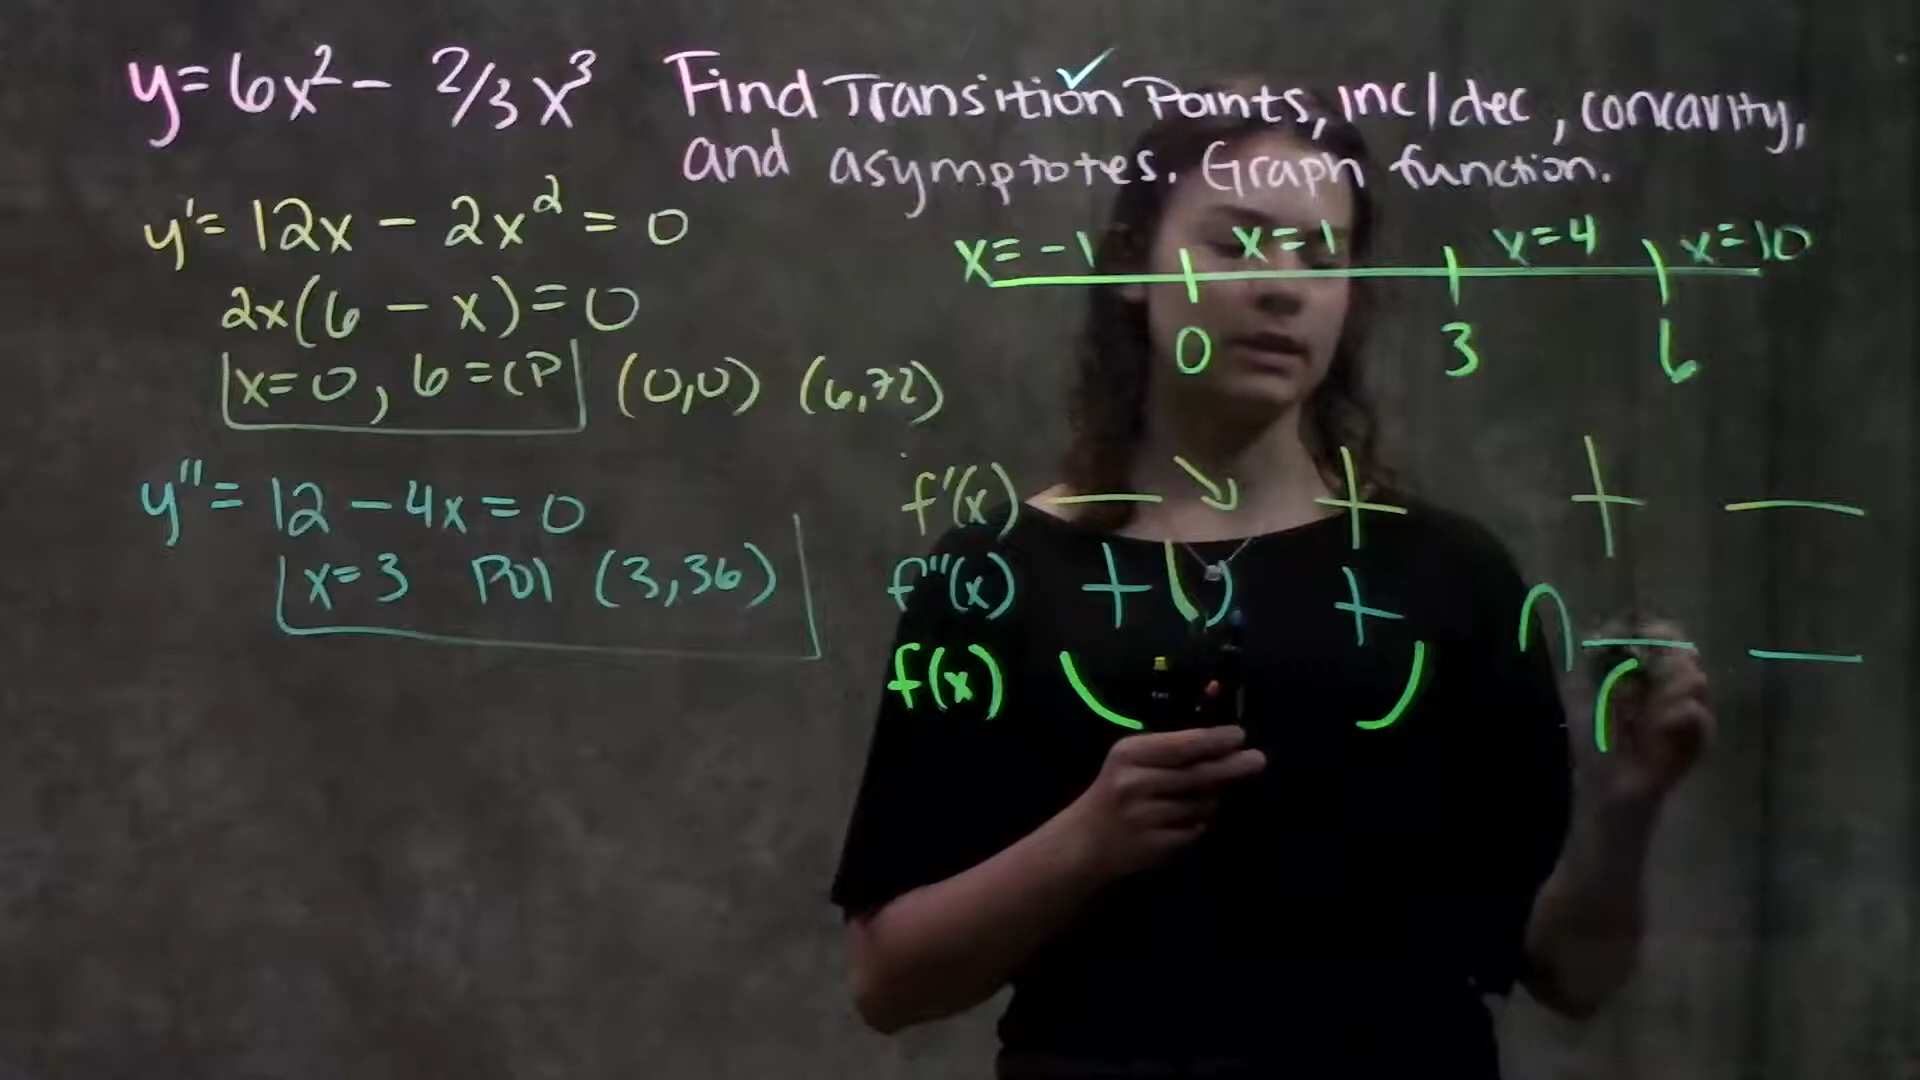 y=6x²- 2/3x³ Find Transition Points, inc/dec, concavity,
and asymptotes. Graph function.
y'= 12x - 2x² = 0
2x(6 - x)=0
x=0, 6=CP (0,0) (6,72)
y''= 12 - 4x = 0
x=3 POI (3,36)
x= -1 x=1 x=4 x=10
0 3 6
f'(x) — + + —
f''(x) + + — —
f(x)